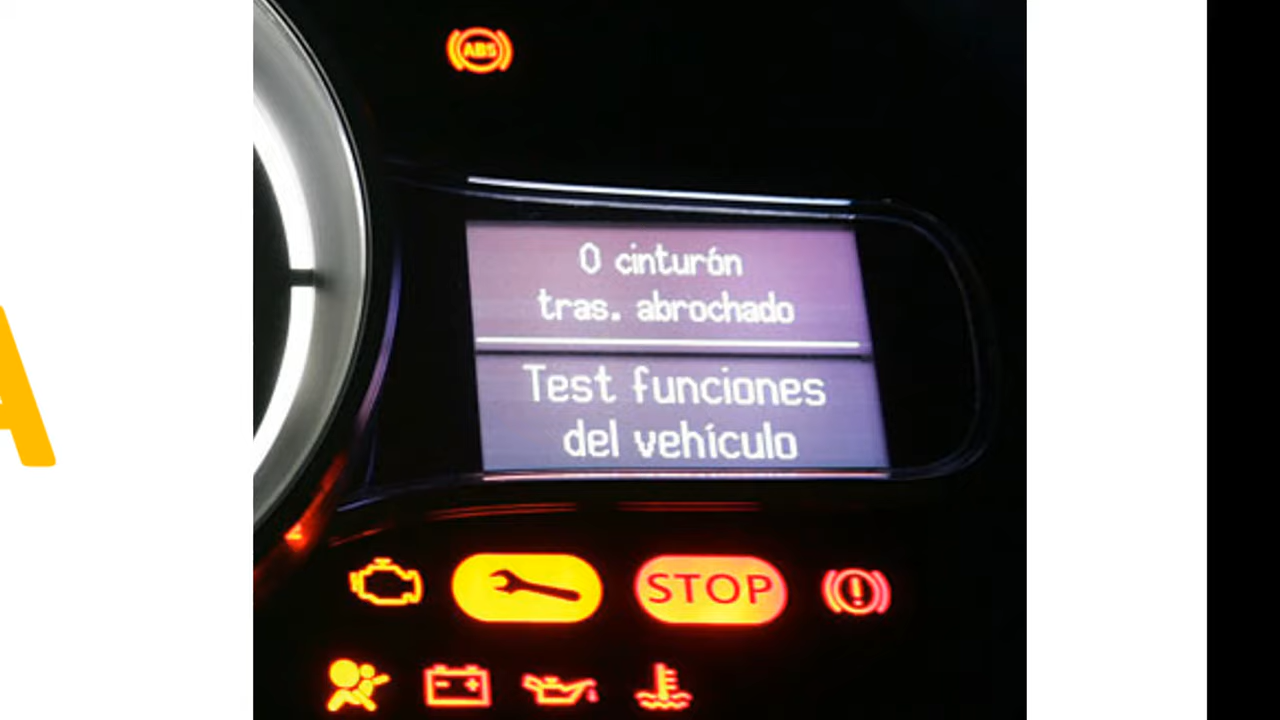 ABS
0 cinturón
tras. abrochado
Test funciones
del vehículo
STOP
A